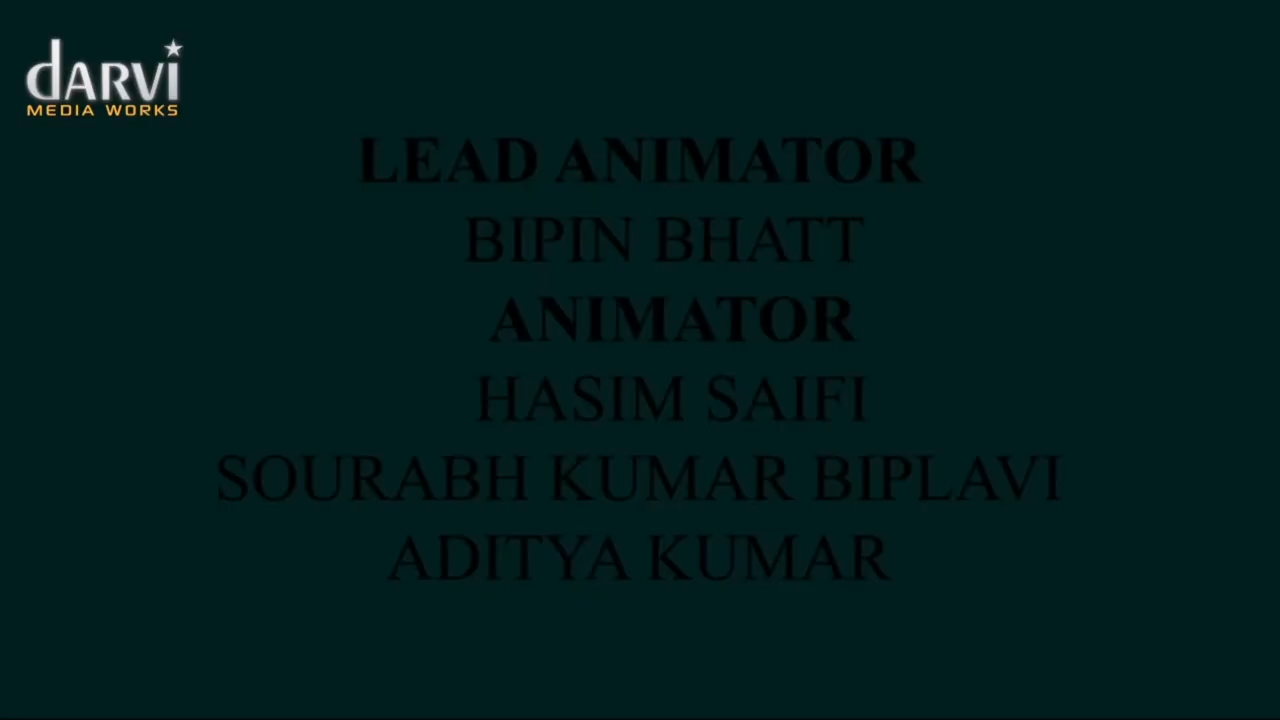 dARVi
MEDIA WORKS
LEAD ANIMATOR
BIPIN BHATT
ANIMATOR
HASIM SAIFI
SOURABH KUMAR BIPLAVI
ADITYA KUMAR